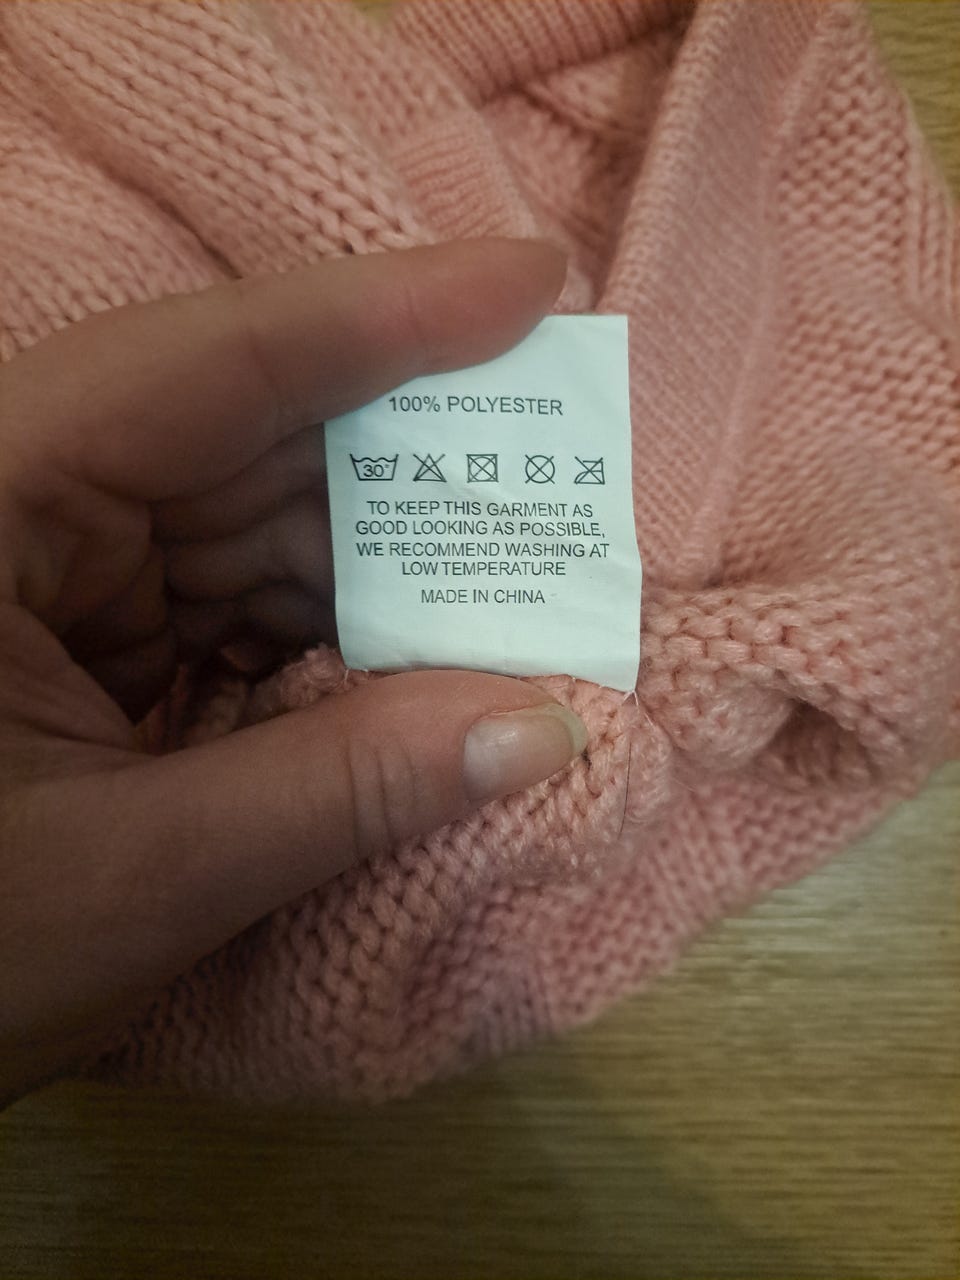 100% POLYESTER
30°
TO KEEP THIS GARMENT AS
GOOD LOOKING AS POSSIBLE,
WE RECOMMEND WASHING AT
LOW TEMPERATURE
MADE IN CHINA